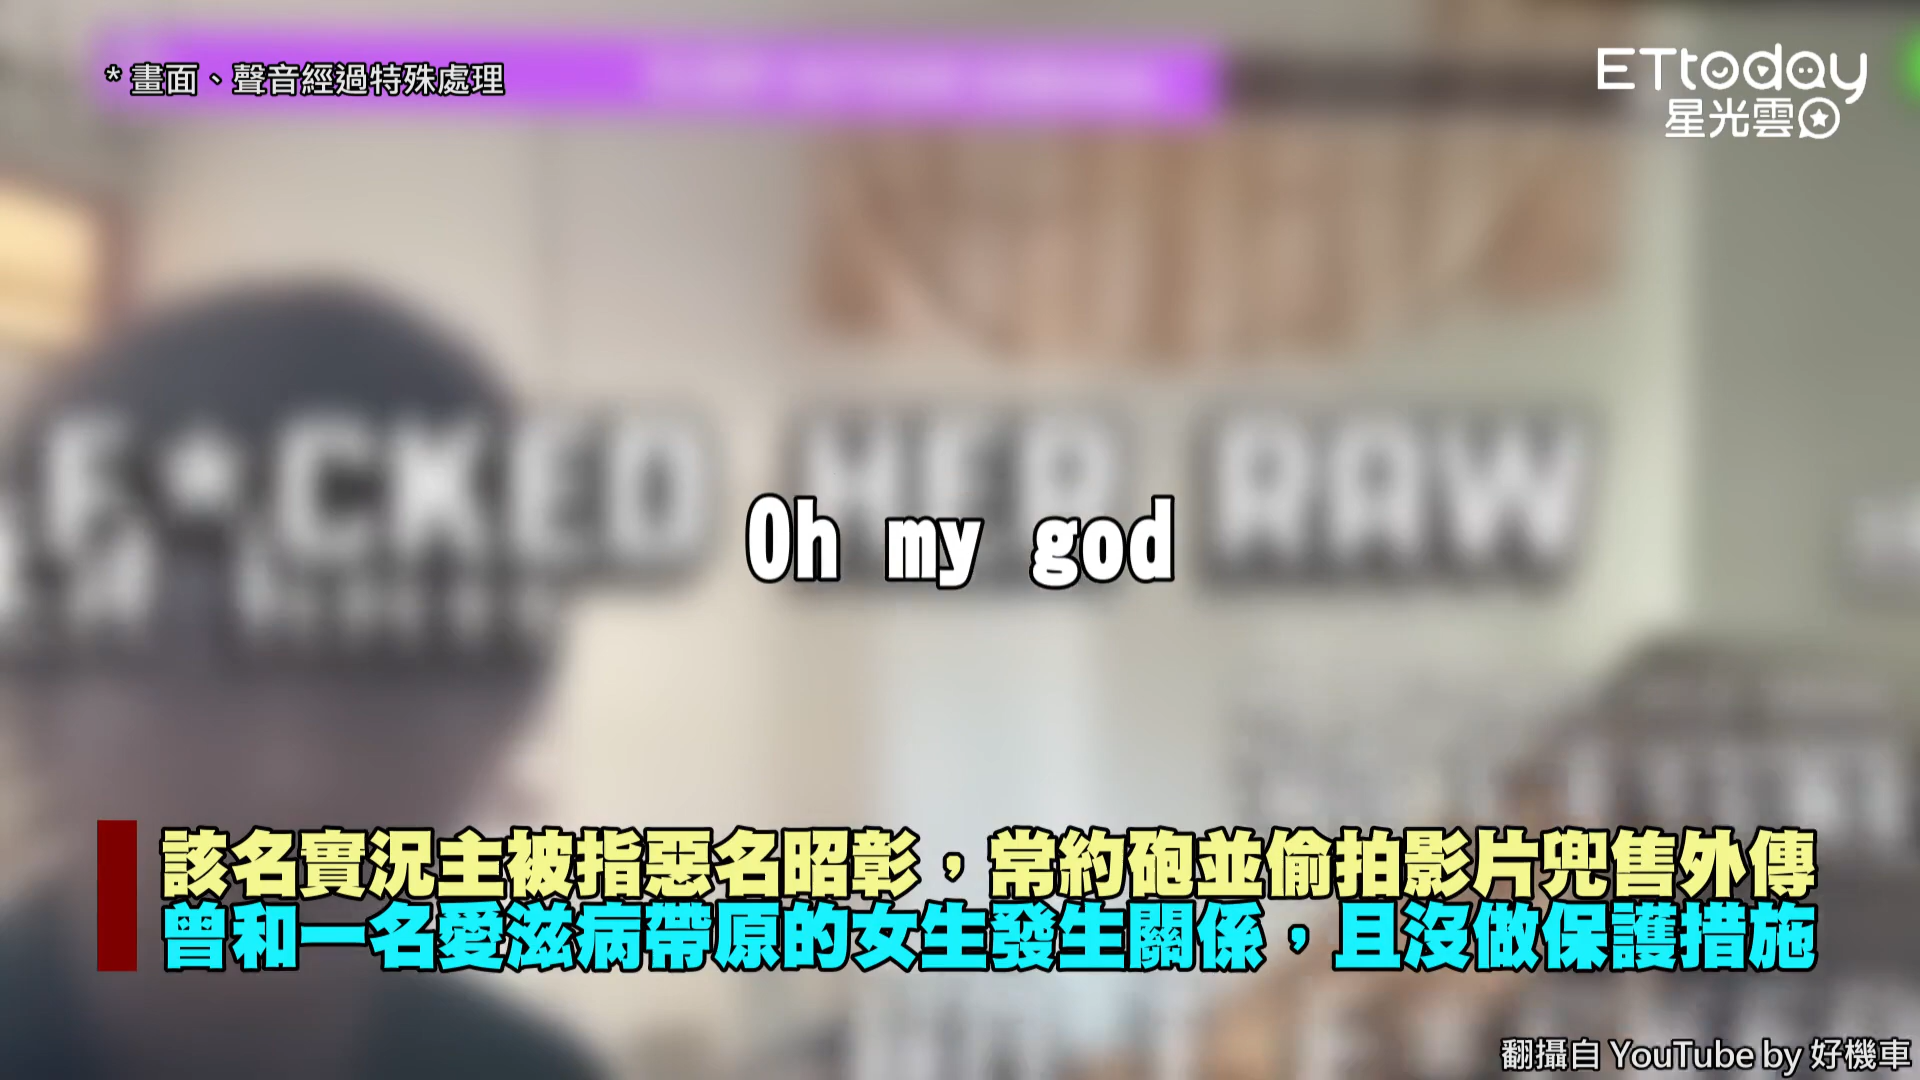 * 畫面、聲音經過特殊處理
ETtoday
星光雲
F*CKED HER RAW
Oh my god
該名實況主被指惡名昭彰，常約砲並偷拍影片兜售外傳
曾和一名愛滋病帶原的女生發生關係，且沒做保護措施
翻攝自 YouTube by 好機車